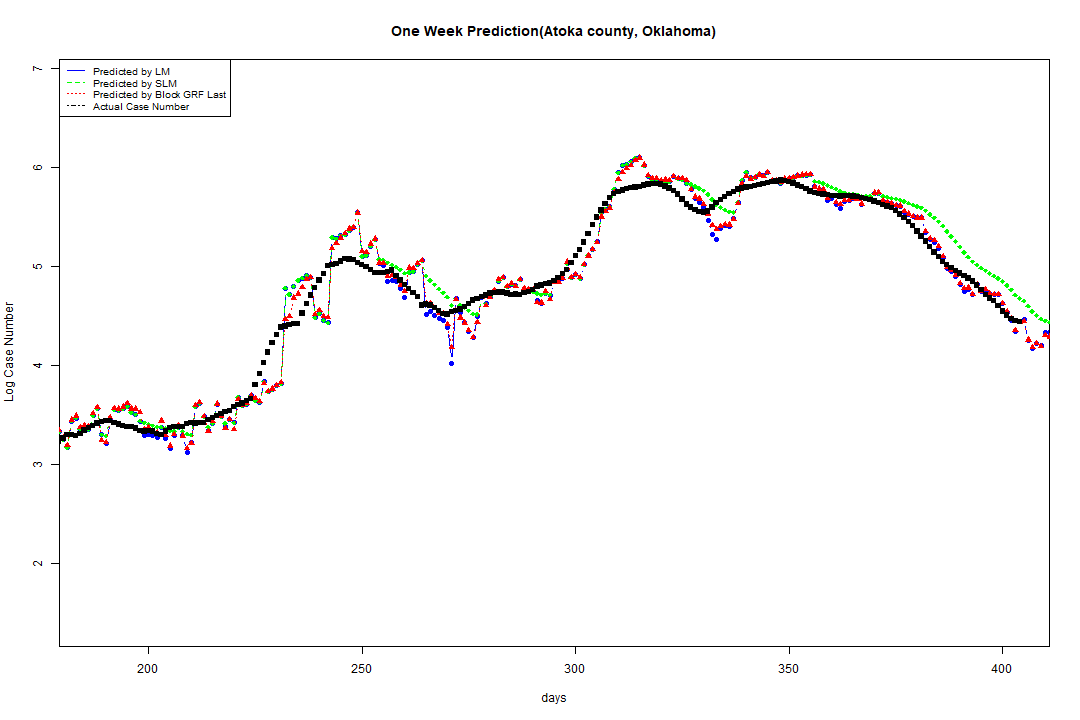 One Week Prediction(Atoka county, Oklahoma)
Predicted by LM
Predicted by SLM
Predicted by Block GRF Last
Actual Case Number
7
6
5
4
3
2
Log Case Number
200 250 300 350 400
days